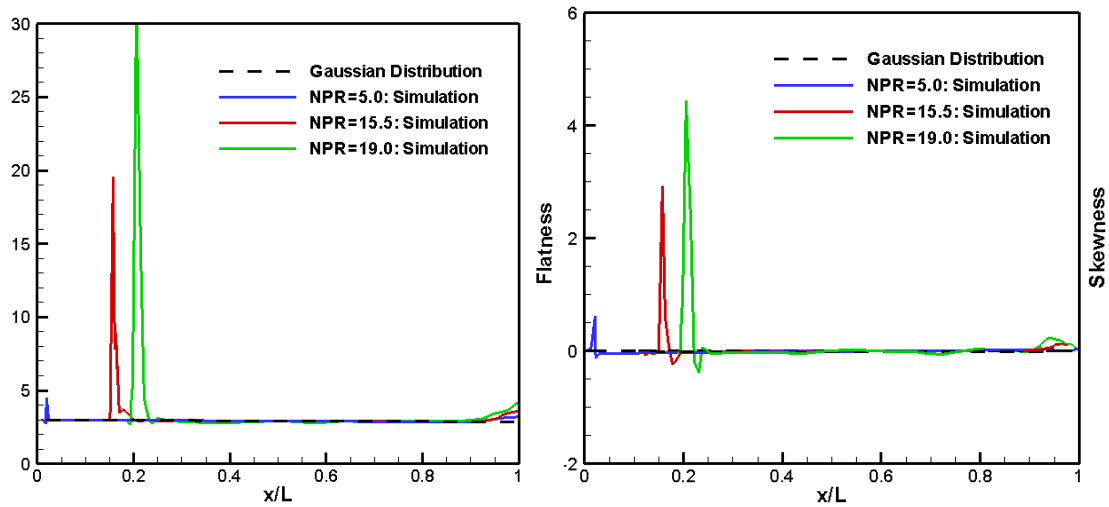 30
25
20
15
10
5
0
0
0.2
0.4
0.6
0.8
1
x/L
Flatness
Gaussian Distribution
NPR=5.0: Simulation
NPR=15.5: Simulation
NPR=19.0: Simulation
6
4
2
0
-2
0
0.2
0.4
0.6
0.8
1
x/L
Skewness
Gaussian Distribution
NPR=5.0: Simulation
NPR=15.5: Simulation
NPR=19.0: Simulation